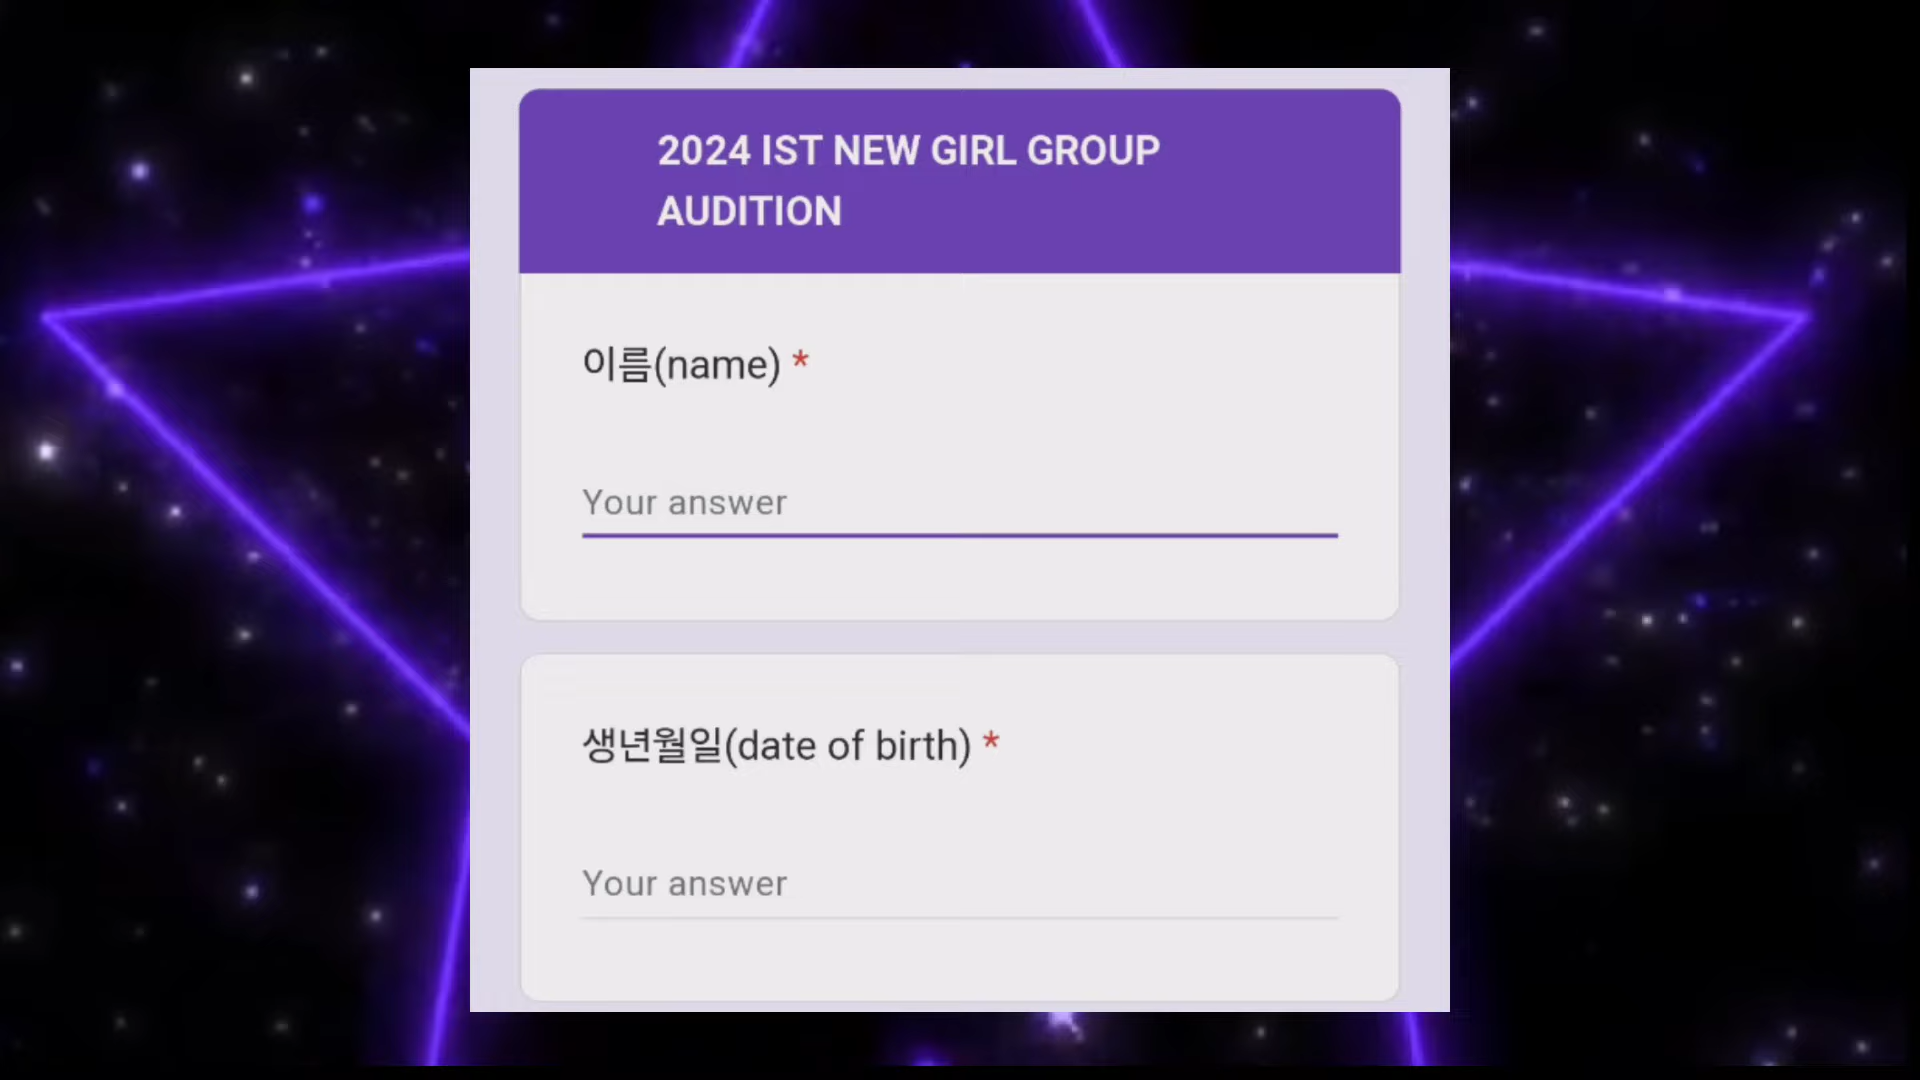 2024 IST NEW GIRL GROUP
AUDITION
이름(name) *
Your answer
생년월일(date of birth) *
Your answer